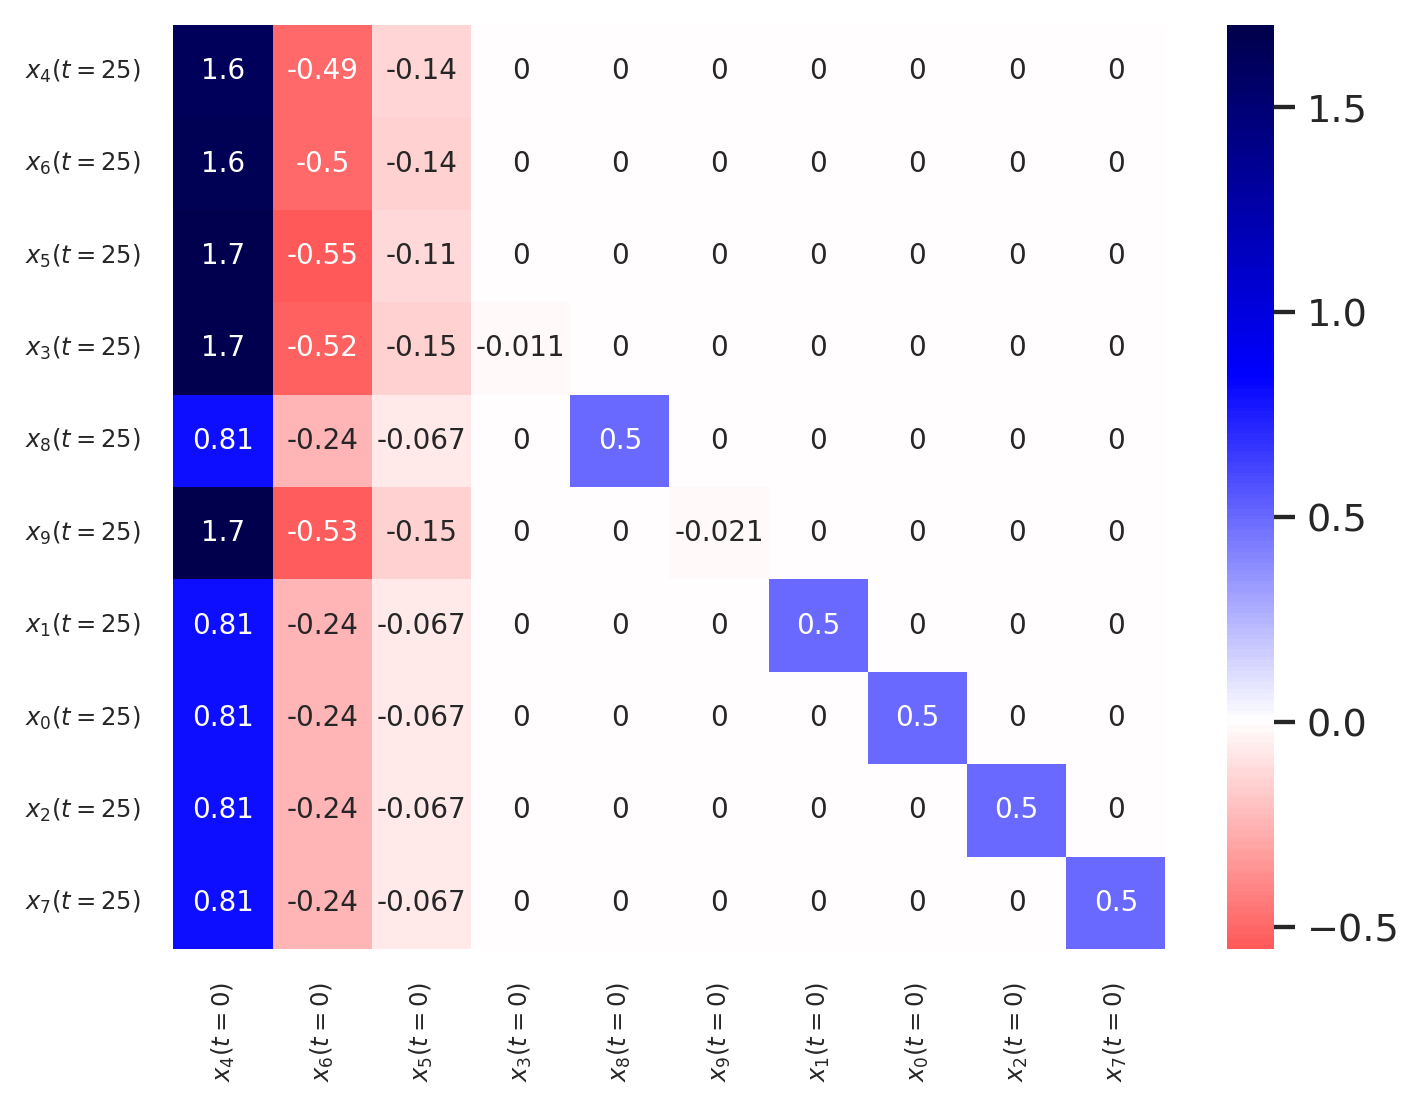 x₄(t = 25) 1.6 -0.49 -0.14 0 0 0 0 0 0 0
x₆(t = 25) 1.6 -0.5 -0.14 0 0 0 0 0 0 0
x₅(t = 25) 1.7 -0.55 -0.11 0 0 0 0 0 0 0
x₃(t = 25) 1.7 -0.52 -0.15 -0.011 0 0 0 0 0 0
x₈(t = 25) 0.81 -0.24 -0.067 0 0.5 0 0 0 0 0
x₉(t = 25) 1.7 -0.53 -0.15 0 0 -0.021 0 0 0 0
x₁(t = 25) 0.81 -0.24 -0.067 0 0 0 0.5 0 0 0
x₀(t = 25) 0.81 -0.24 -0.067 0 0 0 0 0.5 0 0
x₂(t = 25) 0.81 -0.24 -0.067 0 0 0 0 0 0.5 0
x₇(t = 25) 0.81 -0.24 -0.067 0 0 0 0 0 0 0.5
x₄(t = 0)
x₆(t = 0)
x₅(t = 0)
x₃(t = 0)
x₈(t = 0)
x₉(t = 0)
x₁(t = 0)
x₀(t = 0)
x₂(t = 0)
x₇(t = 0)
1.5
1.0
0.5
0.0
−0.5